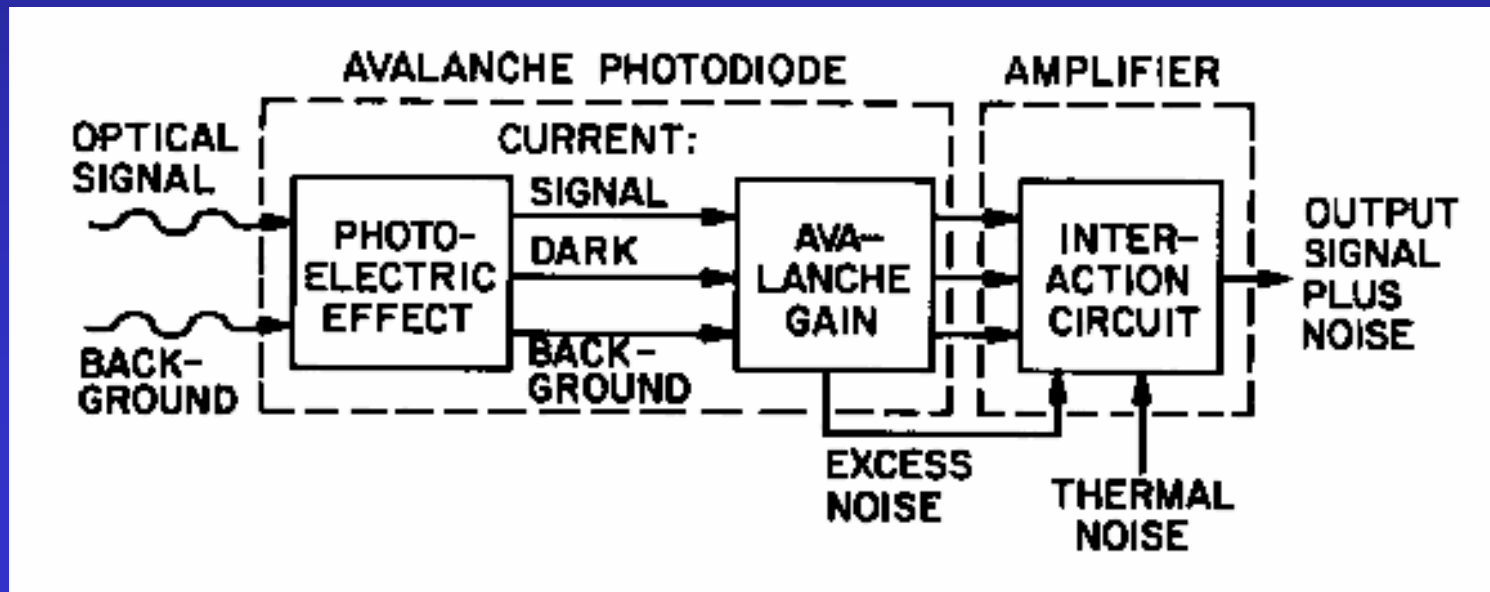 AVALANCHE PHOTODIODE
AMPLIFIER
OPTICAL
SIGNAL
CURRENT:
SIGNAL
PHOTO-
ELECTRIC
EFFECT
DARK
BACK-
GROUND
BACK-
GROUND
AVA-
LANCHE
GAIN
INTER-
ACTION
CIRCUIT
OUTPUT
SIGNAL
PLUS
NOISE
EXCESS
NOISE
THERMAL
NOISE